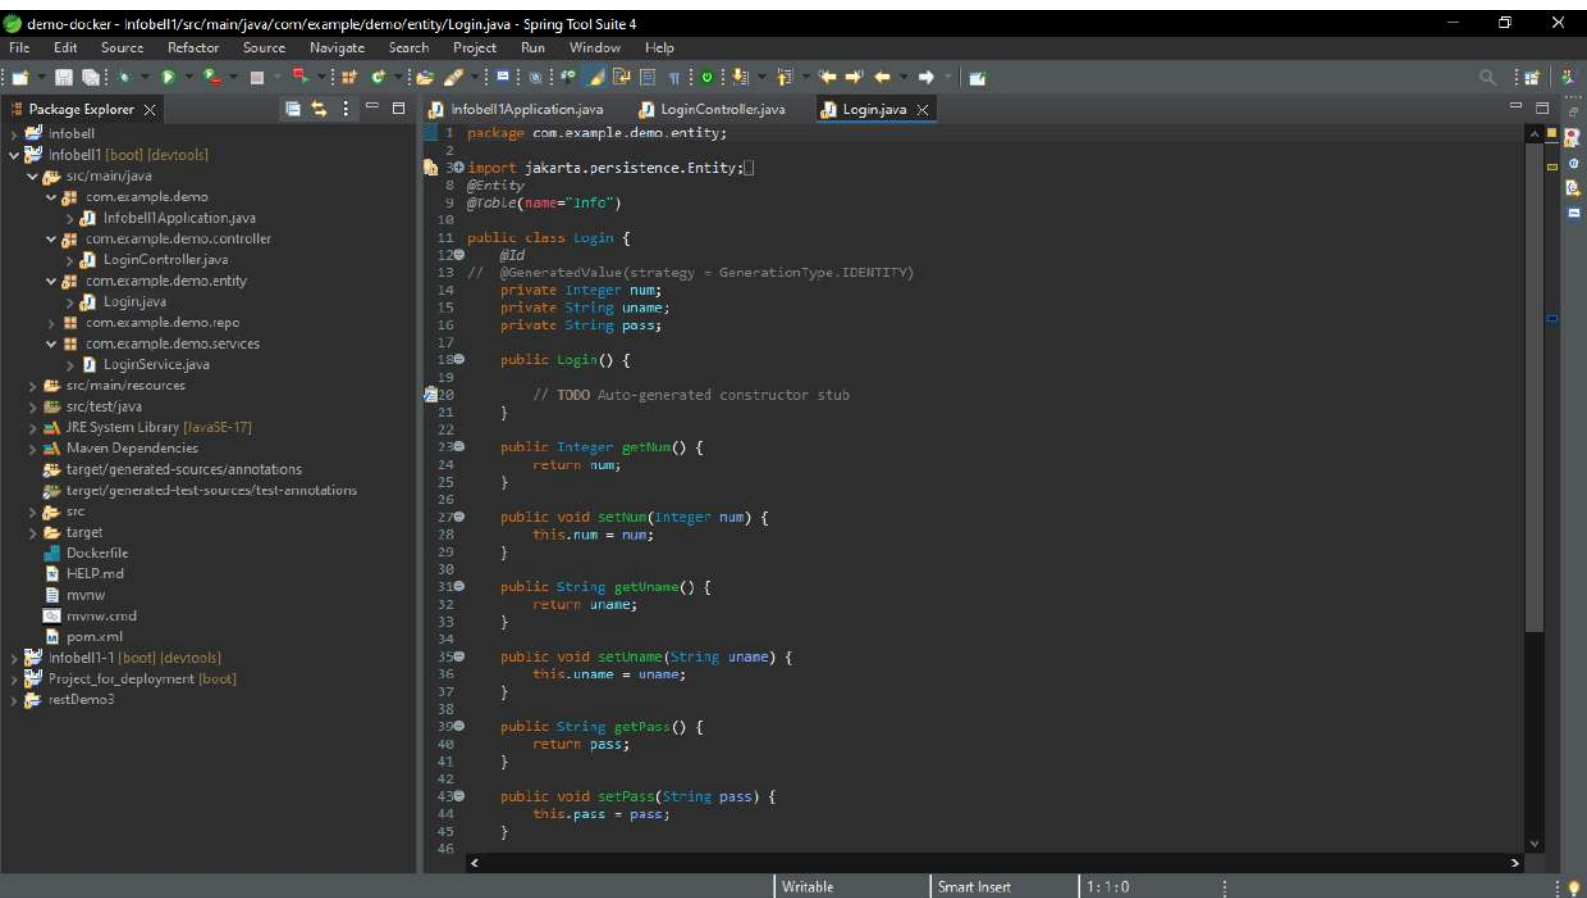 demo-docker - Infobell1/src/main/java/com/example/demo/entity/Login.java - Spring Tool Suite 4
File Edit Source Refactor Source Navigate Search Project Run Window Help
Package Explorer
Infobell
Infobell1 [boot] [devtools]
src/main/java
com.example.demo
Infobell1Application.java
com.example.demo.controller
LoginController.java
com.example.demo.entity
Login.java
com.example.demo.repo
com.example.demo.services
LoginService.java
src/main/resources
src/test/java
JRE System Library [JavaSE-17]
Maven Dependencies
target/generated-sources/annotations
target/generated-test-sources/test-annotations
src
target
Dockerfile
HELP.md
mvnw
mvnw.cmd
pom.xml
Infobell1-1 [boot] [devtools]
Project_for_deployment [boot]
restDemo3
Infobell1Application.java LoginController.java Login.java
1 package com.example.demo.entity;
2
3 import jakarta.persistence.Entity;
8 @Entity
9 @Table(name="Info")
10
11 public class Login {
12 @Id
13 // @GeneratedValue(strategy = GenerationType.IDENTITY)
14 private Integer num;
15 private String uname;
16 private String pass;
17
18 public Login() {
19
20 // TODO Auto-generated constructor stub
21 }
22
23 public Integer getNum() {
24 return num;
25 }
26
27 public void setNum(Integer num) {
28 this.num = num;
29 }
30
31 public String getUname() {
32 return uname;
33 }
34
35 public void setUname(String uname) {
36 this.uname = uname;
37 }
38
39 public String getPass() {
40 return pass;
41 }
42
43 public void setPass(String pass) {
44 this.pass = pass;
45 }
46
Writable Smart Insert 1 : 1 : 0